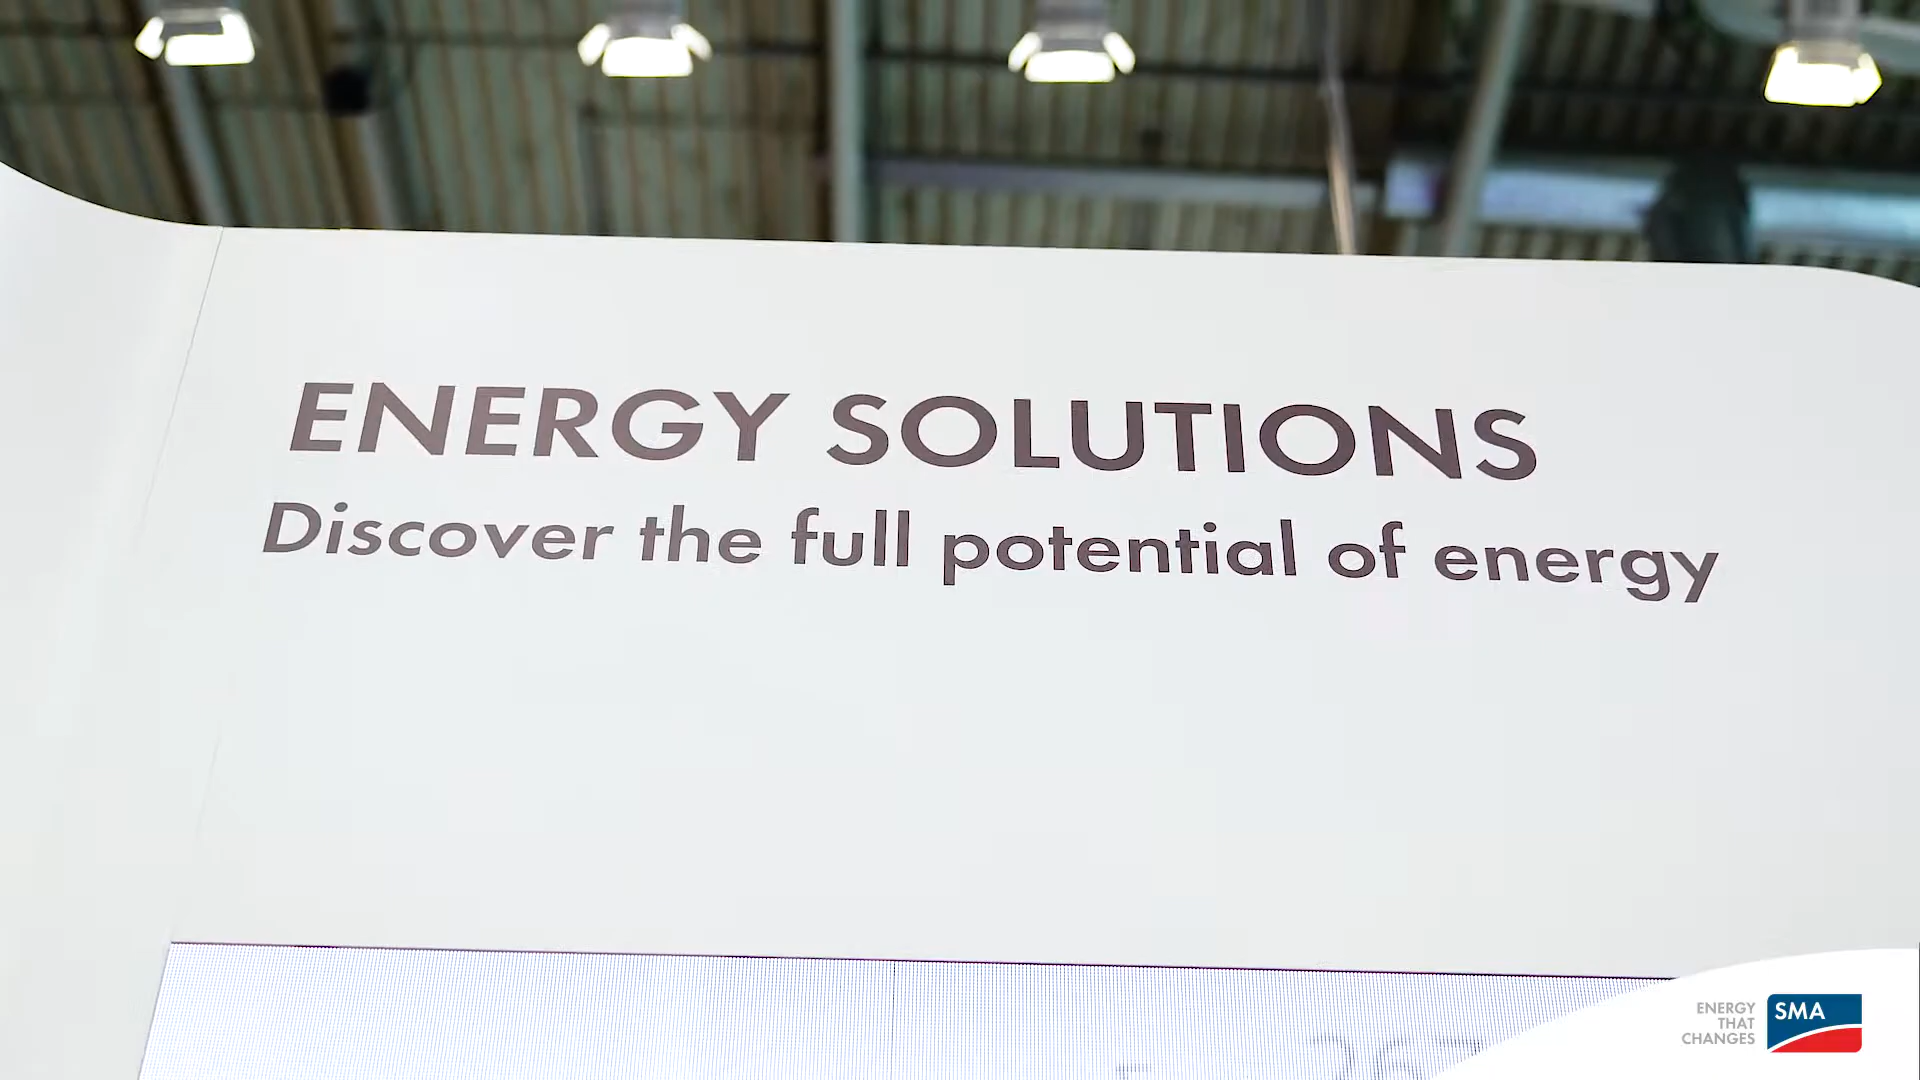 ENERGY SOLUTIONS
Discover the full potential of energy
ENERGY
THAT
CHANGES
SMA